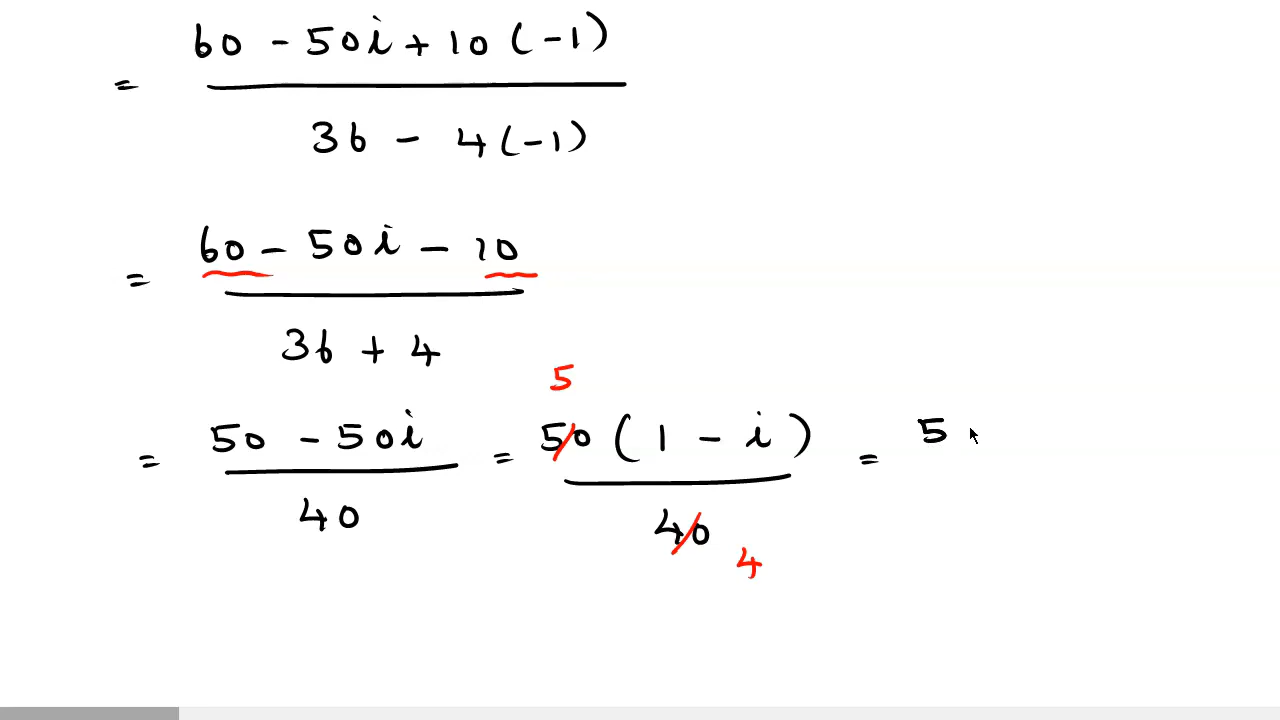 = 60 - 50i + 10(-1)
36 - 4(-1)
= 60 - 50i - 10
36 + 4
5
= 50 - 50i = 50(1 - i) = 5
40 40
4